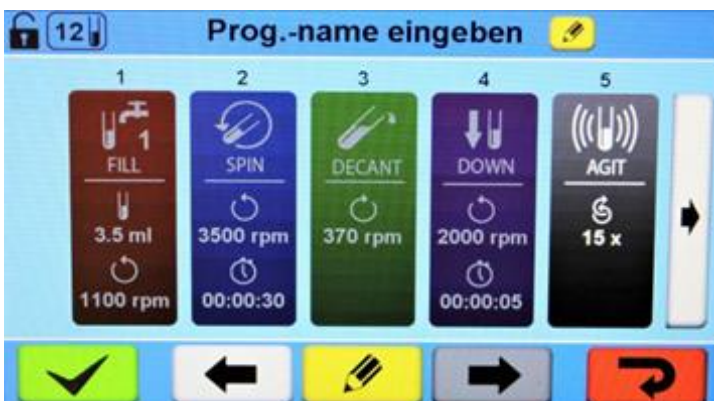 12 Prog.-name eingeben
1 2 3 4 5
1
FILL SPIN DECANT DOWN AGIT
3.5 ml 3500 rpm 370 rpm 2000 rpm 15 x
1100 rpm 00:00:30 00:00:05